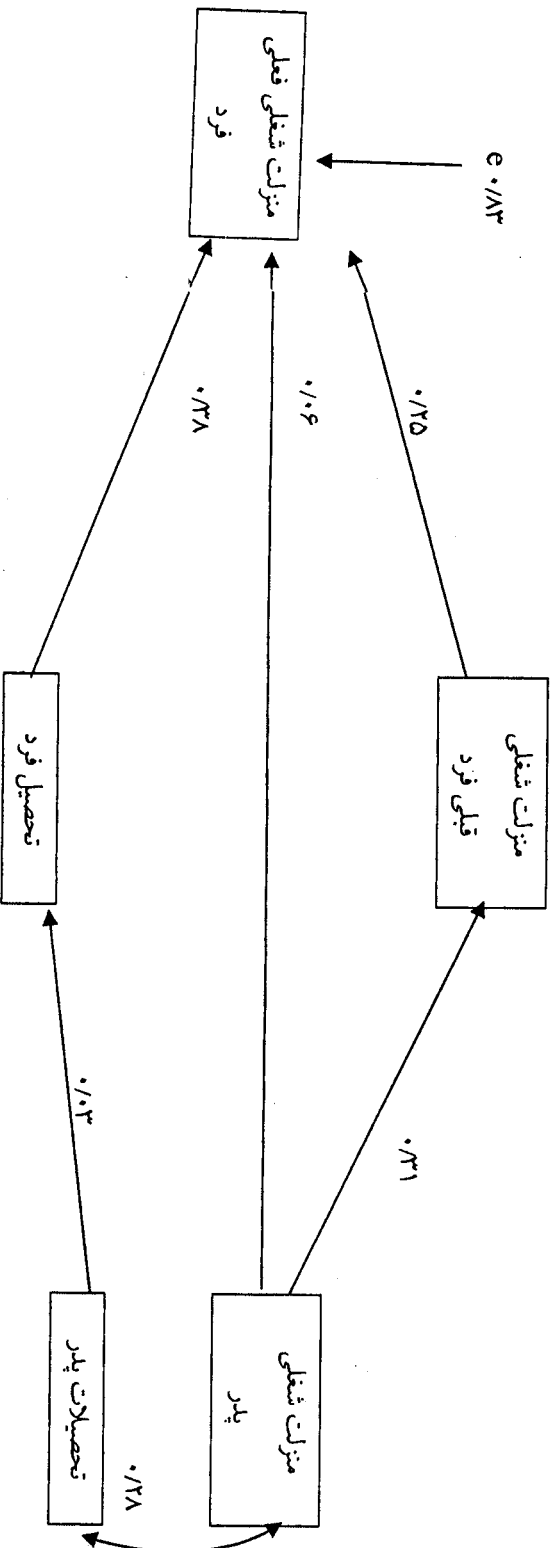 ۰/۲۸
تحصیلات پدر
منزلت شغلی
پدر
۰/۰۳
۰/۳۱
تحصیل فرد
منزلت شغلی
قبلی فرد
۰/۳۸
۰/۰۶
۰/۲۵
e ۰/۸۳
منزلت شغلی فعلی
فرد